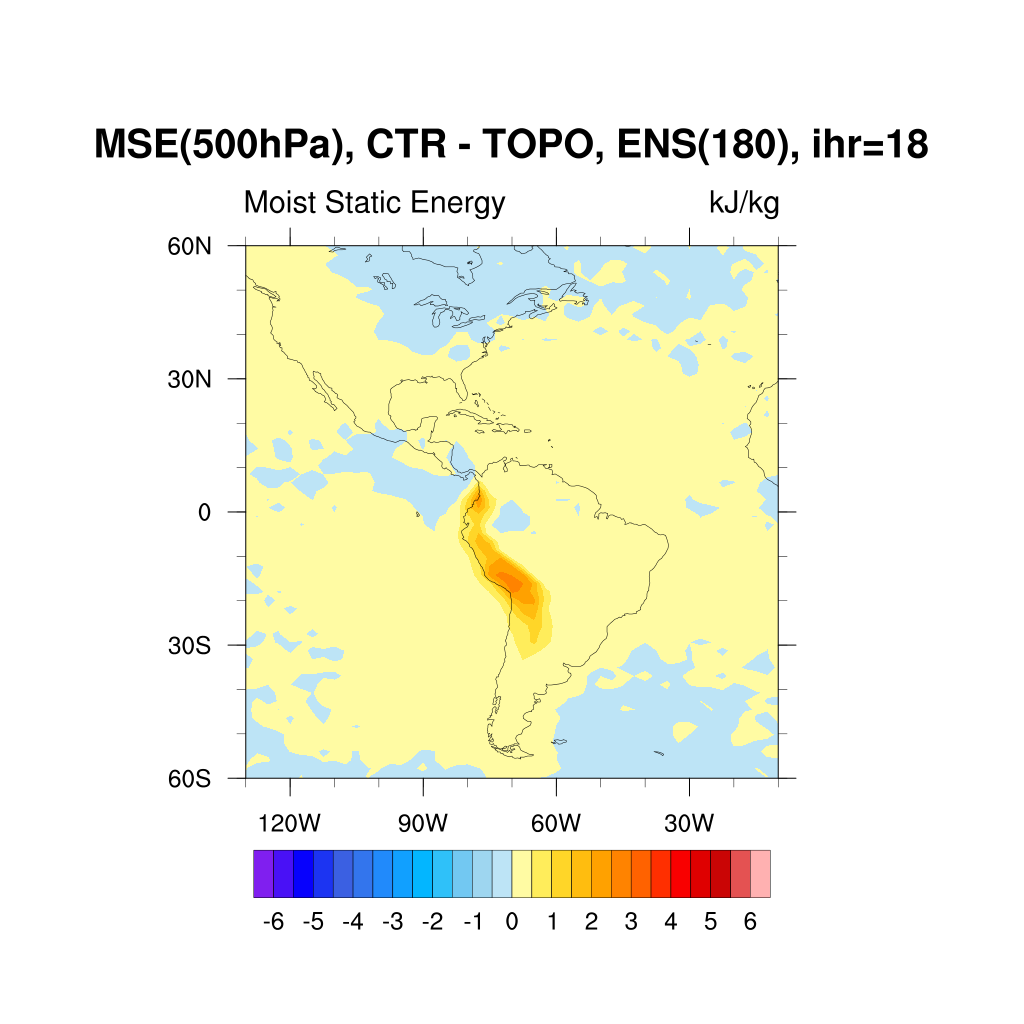 MSE(500hPa), CTR - TOPO, ENS(180), ihr=18
Moist Static Energy kJ/kg
60N
30N
0
30S
60S
120W 90W 60W 30W
-6 -5 -4 -3 -2 -1 0 1 2 3 4 5 6